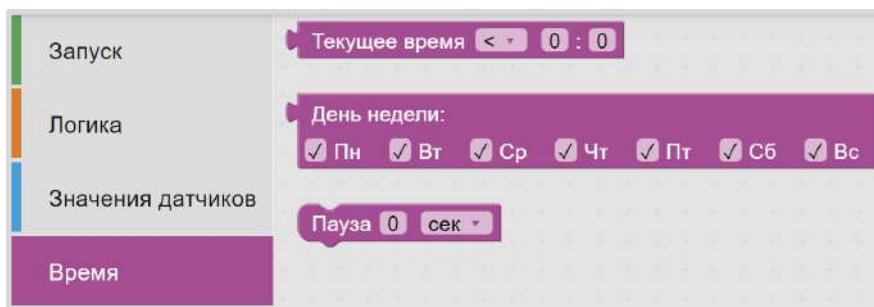 Запуск
Логика
Значения датчиков
Время
Текущее время < 0 : 0
День недели:
✓ Пн ✓ Вт ✓ Ср ✓ Чт ✓ Пт ✓ Сб ✓ Вс
Пауза 0 сек